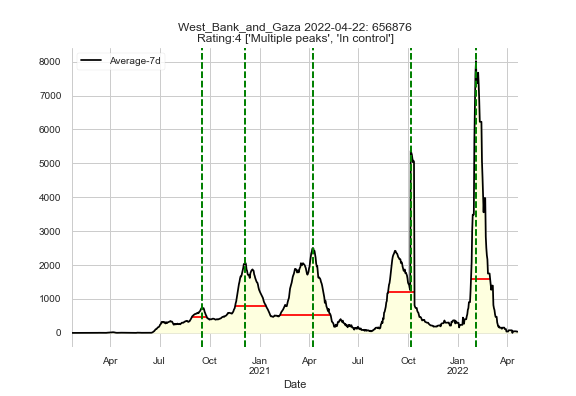 West_Bank_and_Gaza 2022-04-22: 656876
Rating:4 ['Multiple peaks', 'In control']
Average-7d
8000
7000
6000
5000
4000
3000
2000
1000
0
Apr Jul Oct Jan Apr Jul Oct Jan Apr
2021 2022
Date